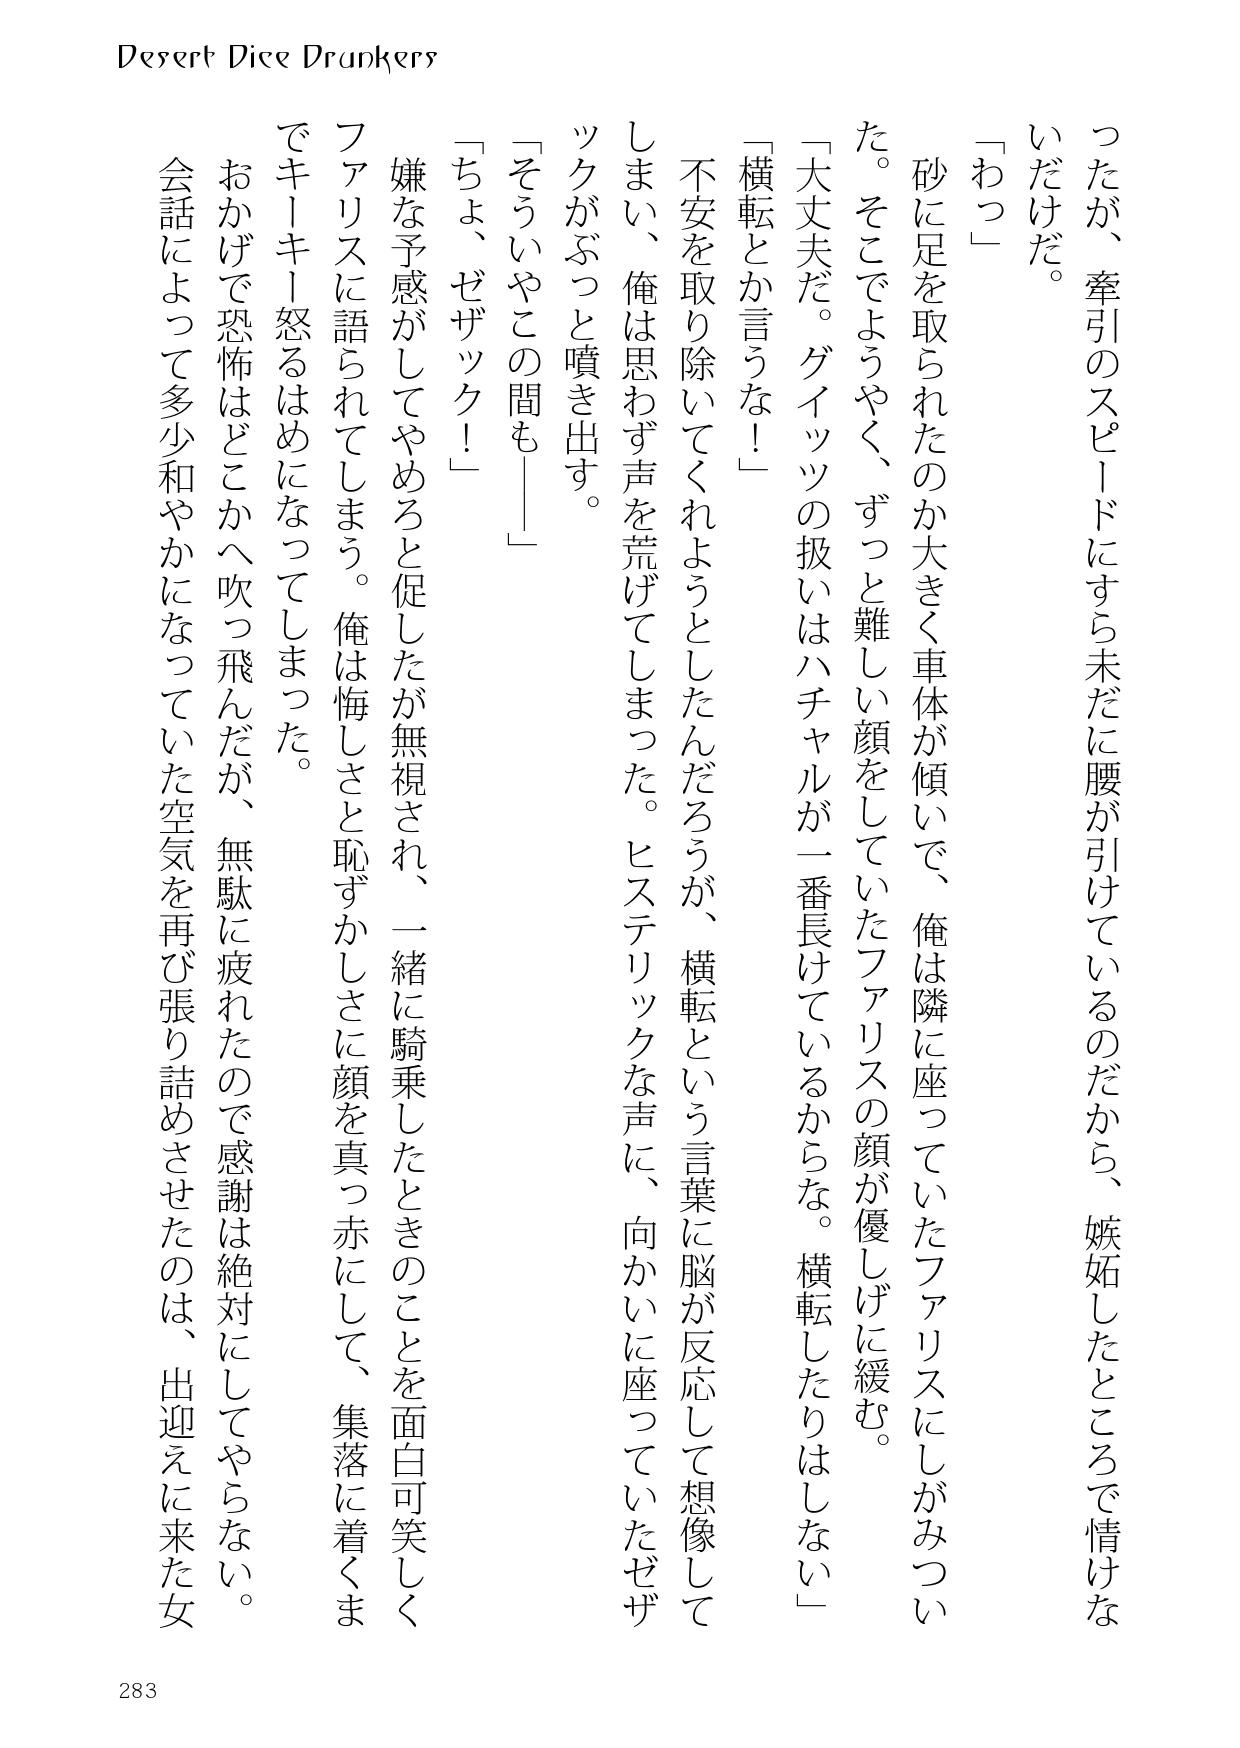 Desert Dice Drunkers
ったが、牽引のスピードにすら未だに腰が引けているのだから、嫉妬したところで情けな
いだけだ。
「わっ」
砂に足を取られたのか大きく車体が傾いで、俺は隣に座っていたファリスにしがみつい
た。そこでようやく、ずっと難しい顔をしていたファリスの顔が優しげに緩む。
「大丈夫だ。グイッツの扱いはハチャルが一番長けているからな。横転したりはしない」
「横転とか言うな！」
不安を取り除いてくれようとしたんだろうが、横転という言葉に脳が反応して想像して
しまい、俺は思わず声を荒げてしまった。ヒステリックな声に、向かいに座っていたゼザ
ックがぶっと噴き出す。
「そういやこの間も――」
「ちょ、ゼザック！」
嫌な予感がしてやめろと促したが無視され、一緒に騎乗したときのことを面白可笑しく
ファリスに語られてしまう。俺は悔しさと恥ずかしさに顔を真っ赤にして、集落に着くま
でキーキー怒るはめになってしまった。
おかげで恐怖はどこかへ吹っ飛んだが、無駄に疲れたので感謝は絶対にしてやらない。
会話によって多少和やかになっていた空気を再び張り詰めさせたのは、出迎えに来た女
283